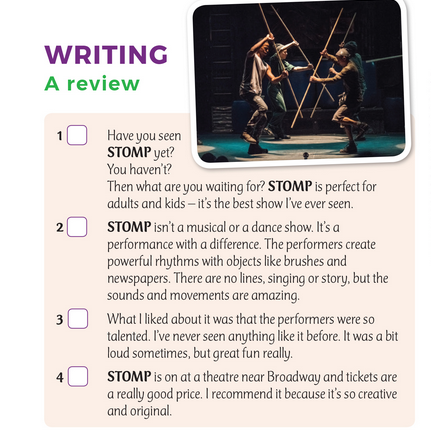 WRITING
A review
1 Have you seen
STOMP yet?
You haven't?
Then what are you waiting for? STOMP is perfect for
adults and kids – it's the best show I've ever seen.
2 STOMP isn't a musical or a dance show. It's a
performance with a difference. The performers create
powerful rhythms with objects like brushes and
newspapers. There are no lines, singing or story, but the
sounds and movements are amazing.
3 What I liked about it was that the performers were so
talented. I've never seen anything like it before. It was a bit
loud sometimes, but great fun really.
4 STOMP is on at a theatre near Broadway and tickets are
a really good price. I recommend it because it's so creative
and original.